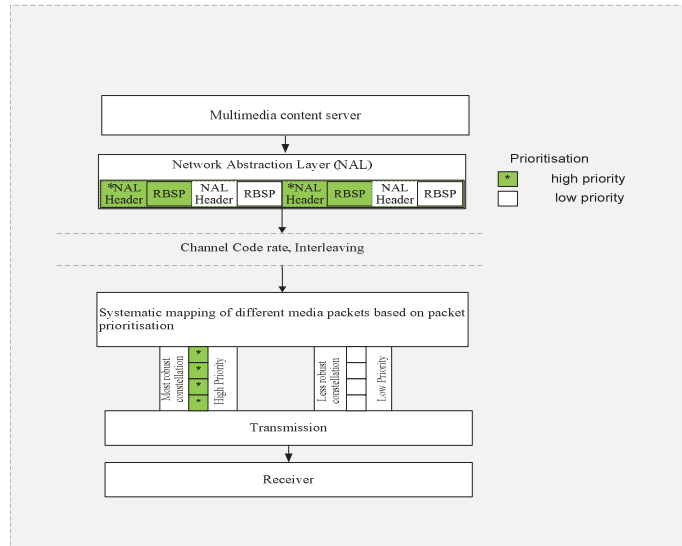 Multimedia content server
Network Abstraction Layer (NAL)
*NAL Header RBSP NAL Header RBSP *NAL Header RBSP NAL Header RBSP
Prioritisation
* high priority
low priority
Channel Code rate, Interleaving
Systematic mapping of different media packets based on packet
prioritisation
Most robust
constellation
*
*
*
*
High Priority
Less robust
constellation
Low Priority
Transmission
Receiver